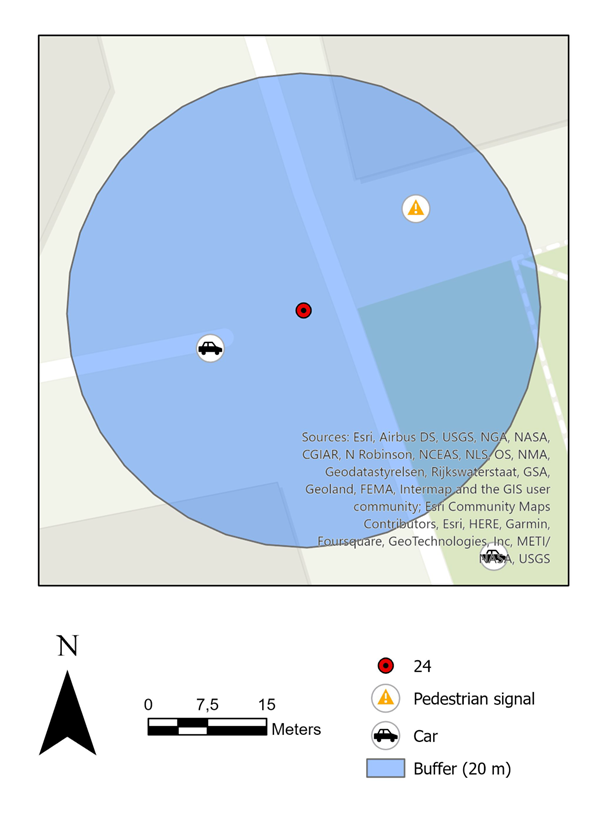 Sources: Esri, Airbus DS, USGS, NGA, NASA,
CGIAR, N Robinson, NCEAS, NLS, OS, NMA,
Geodatastyrelsen, Rijkswaterstaat, GSA,
Geoland, FEMA, Intermap and the GIS user
community; Esri Community Maps
Contributors, Esri, HERE, Garmin,
Foursquare, GeoTechnologies, Inc, METI/
NASA, USGS
N
0 7,5 15
Meters
24
Pedestrian signal
Car
Buffer (20 m)